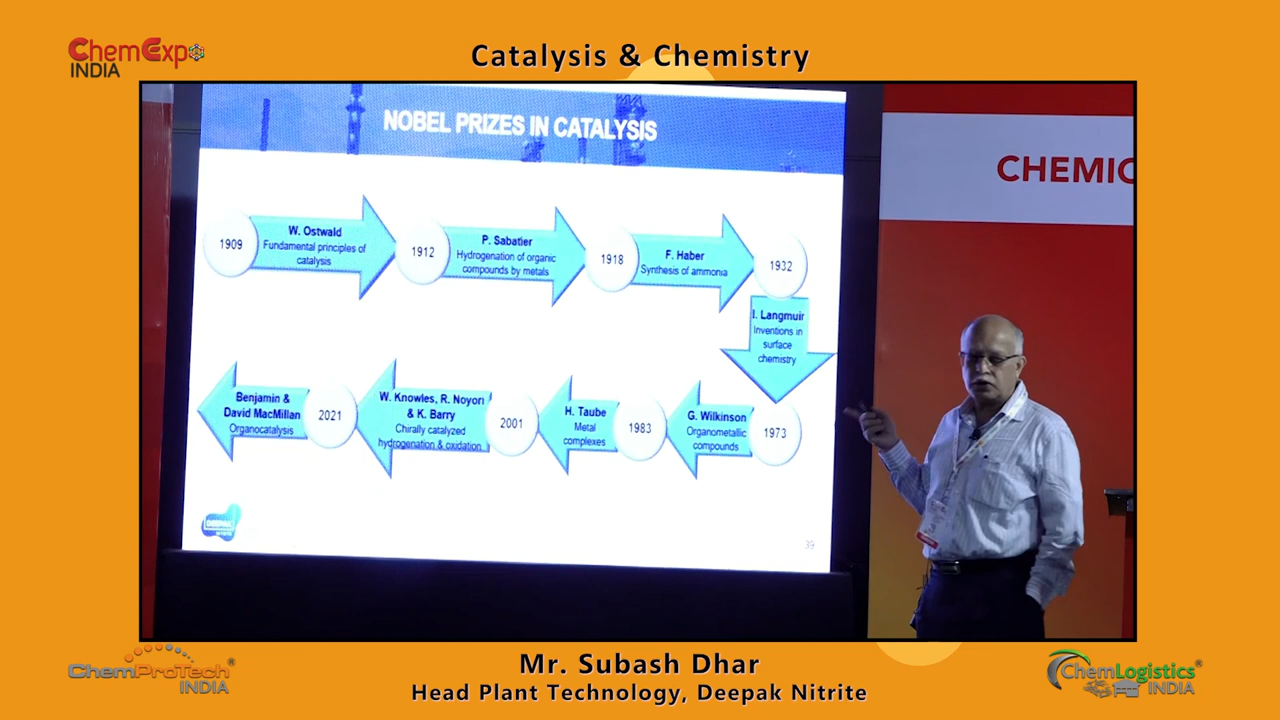 ChemExpo
INDIA
Catalysis & Chemistry
NOBEL PRIZES IN CATALYSIS
CHEMIC
1909
W. Ostwald
Fundamental principles of
catalysis
1912
P. Sabatier
Hydrogenation of organic
compounds by metals
1918
F. Haber
Synthesis of ammonia
1932
I. Langmuir
Inventions in
surface
chemistry
1973
G. Wilkinson
Organometallic
compounds
1983
H. Taube
Metal
complexes
2001
W. Knowles, R. Noyori
& K. Barry
Chirally catalyzed
hydrogenation & oxidation
2021
Benjamin &
David MacMillan
Organocatalysis
DEEPAK
39
ChemProTech®
INDIA
Mr. Subash Dhar
Head Plant Technology, Deepak Nitrite
ChemLogistics®
INDIA